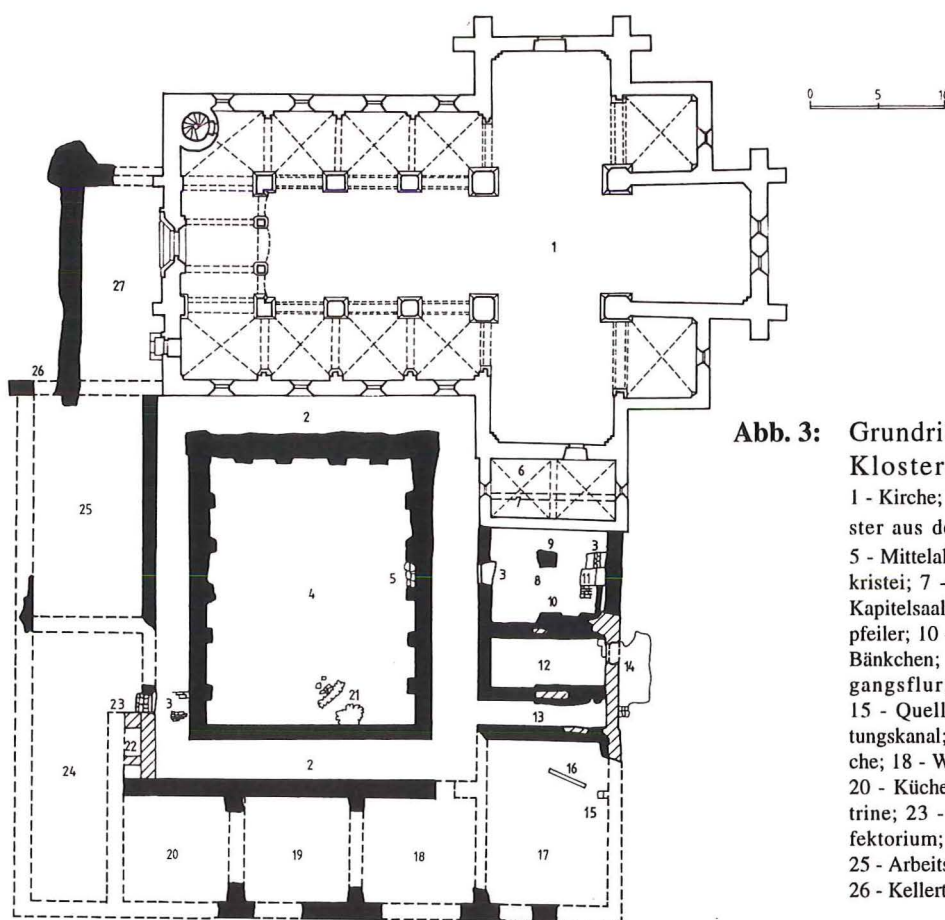 0 5 10
1
27
26
2
6
7
25
9
3
5
3
8
11
4
10
12
14
21
13
23
3
22
2
16
24
15
20
19
18
17
Abb. 3: Grundri
Kloster
1 - Kirche;
ster aus de
5 - Mittelal
kristei; 7 -
Kapitelsaal
pfeiler; 10
Bänkchen;
gangsflur
15 - Quell
tungskanal;
che; 18 - W
20 - Küche
trine; 23 -
fektorium;
25 - Arbeits
26 - Kellert